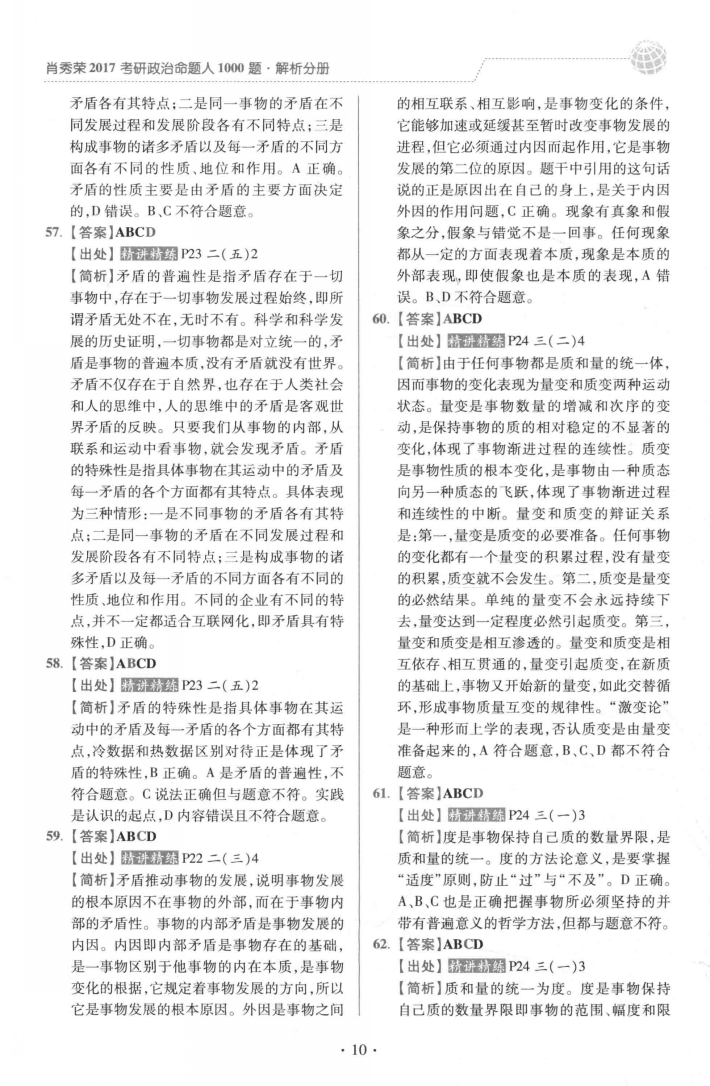 肖秀荣2017考研政治命题人1000题·解析分册
矛盾各有其特点;二是同一事物的矛盾在不
同发展过程和发展阶段各有不同特点;三是
构成事物的诸多矛盾以及每一矛盾的不同方
面各有不同的性质、地位和作用。A 正确。
矛盾的性质主要是由矛盾的主要方面决定
的,D 错误。B、C 不符合题意。
57. 【答案】ABCD
【出处】精讲精练 P23 二(五)2
【简析】矛盾的普遍性是指矛盾存在于一切
事物中,存在于一切事物发展过程始终,即所
谓矛盾无处不在,无时不有。科学和科学发
展的历史证明,一切事物都是对立统一的,矛
盾是事物的普遍本质,没有矛盾就没有世界。
矛盾不仅存在于自然界,也存在于人类社会
和人的思维中,人的思维中的矛盾是客观世
界矛盾的反映。只要我们从事物的内部,从
联系和运动中看事物,就会发现矛盾。矛盾
的特殊性是指具体事物在其运动中的矛盾及
每一矛盾的各个方面都有其特点。具体表现
为三种情形:一是不同事物的矛盾各有其特
点;二是同一事物的矛盾在不同发展过程和
发展阶段各有不同特点;三是构成事物的诸
多矛盾以及每一矛盾的不同方面各有不同的
性质、地位和作用。不同的企业有不同的特
点,并不一定都适合互联网化,即矛盾具有特
殊性,D 正确。
58. 【答案】ABCD
【出处】精讲精练 P23 二(五)2
【简析】矛盾的特殊性是指具体事物在其运
动中的矛盾及每一矛盾的各个方面都有其特
点,冷数据和热数据区别对待正是体现了矛
盾的特殊性,B 正确。A 是矛盾的普遍性,不
符合题意。C 说法正确但与题意不符。实践
是认识的起点,D 内容错误且不符合题意。
59. 【答案】ABCD
【出处】精讲精练 P22 二(三)4
【简析】矛盾推动事物的发展,说明事物发展
的根本原因不在事物的外部,而在于事物内
部的矛盾性。事物的内部矛盾是事物发展的
内因。内因即内部矛盾是事物存在的基础,
是一事物区别于他事物的内在本质,是事物
变化的根据,它规定着事物发展的方向,所以
它是事物发展的根本原因。外因是事物之间
的相互联系、相互影响,是事物变化的条件,
它能够加速或延缓甚至暂时改变事物发展的
进程,但它必须通过内因而起作用,它是事物
发展的第二位的原因。题干中引用的这句话
说的正是原因出在自己的身上,是关于内因
外因的作用问题,C 正确。现象有真象和假
象之分,假象与错觉不是一回事。任何现象
都从一定的方面表现着本质,现象是本质的
外部表现,即使假象也是本质的表现,A 错
误。B、D 不符合题意。
60. 【答案】ABCD
【出处】精讲精练 P24 三(二)4
【简析】由于任何事物都是质和量的统一体,
因而事物的变化表现为量变和质变两种运动
状态。量变是事物数量的增减和次序的变
动,是保持事物的质的相对稳定的不显著的
变化,体现了事物渐进过程的连续性。质变
是事物性质的根本变化,是事物由一种质态
向另一种质态的飞跃,体现了事物渐进过程
和连续性的中断。量变和质变的辩证关系
是:第一,量变是质变的必要准备。任何事物
的变化都有一个量变的积累过程,没有量变
的积累,质变就不会发生。第二,质变是量变
的必然结果。单纯的量变不会永远持续下
去,量变达到一定程度必然引起质变。第三,
量变和质变是相互渗透的。量变和质变是相
互依存、相互贯通的,量变引起质变,在新质
的基础上,事物又开始新的量变,如此交替循
环,形成事物质量互变的规律性。“激变论”
是一种形而上学的表现,否认质变是由量变
准备起来的,A 符合题意,B、C、D 都不符合
题意。
61. 【答案】ABCD
【出处】精讲精练 P24 三(一)3
【简析】度是事物保持自己质的数量界限,是
质和量的统一。度的方法论意义,是要掌握
“适度”原则,防止“过”与“不及”。D 正确。
A、B、C 也是正确把握事物所必须坚持的并
带有普遍意义的哲学方法,但都与题意不符。
62. 【答案】ABCD
【出处】精讲精练 P24 三(一)3
【简析】质和量的统一为度。度是事物保持
自己质的数量界限即事物的范围、幅度和限
· 10 ·